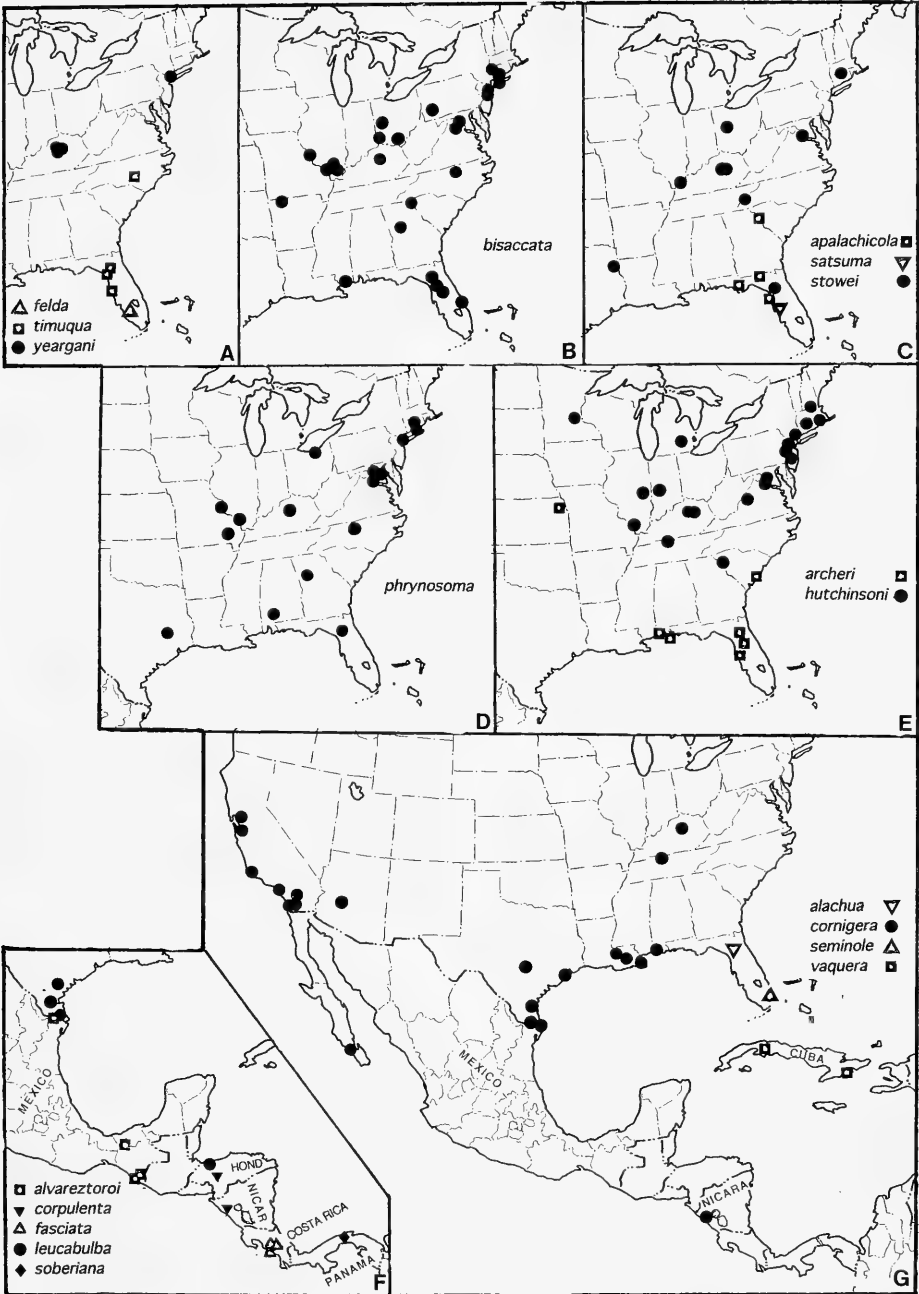 felda
timuqua
yeargani
A
bisaccata
B
apalachicola
satsuma
stowei
C
phrynosoma
D
archeri
hutchinsoni
E
MEXICO
HOND
NICAR
COSTA RICA
PANAMA
alvareztoroi
corpulenta
fasciata
leucabulba
soberiana
F
alachua
cornigera
seminole
vaquera
MEXICO
CUBA
NICARA
G